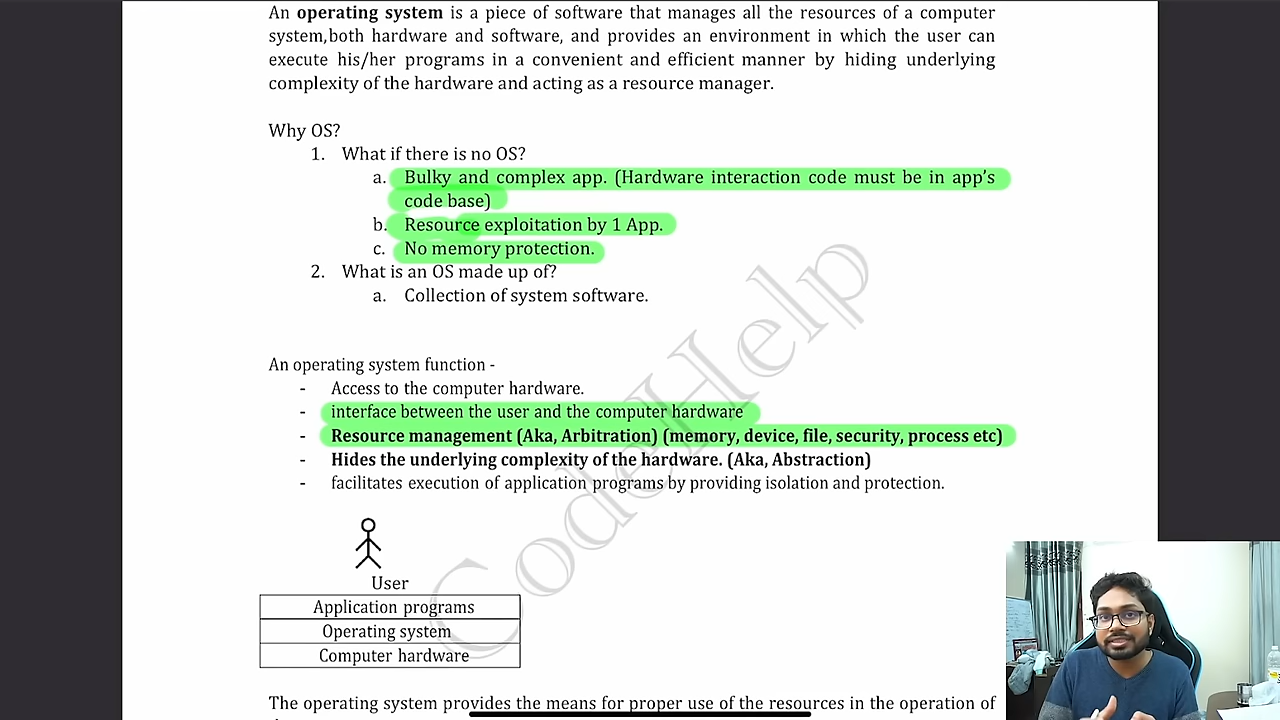 An operating system is a piece of software that manages all the resources of a computer
system,both hardware and software, and provides an environment in which the user can
execute his/her programs in a convenient and efficient manner by hiding underlying
complexity of the hardware and acting as a resource manager.
Why OS?
1. What if there is no OS?
a. Bulky and complex app. (Hardware interaction code must be in app’s
code base)
b. Resource exploitation by 1 App.
c. No memory protection.
2. What is an OS made up of?
a. Collection of system software.
An operating system function -
- Access to the computer hardware.
- interface between the user and the computer hardware
- Resource management (Aka, Arbitration) (memory, device, file, security, process etc)
- Hides the underlying complexity of the hardware. (Aka, Abstraction)
- facilitates execution of application programs by providing isolation and protection.
User
Application programs
Operating system
Computer hardware
The operating system provides the means for proper use of the resources in the operation of
CodeHelp